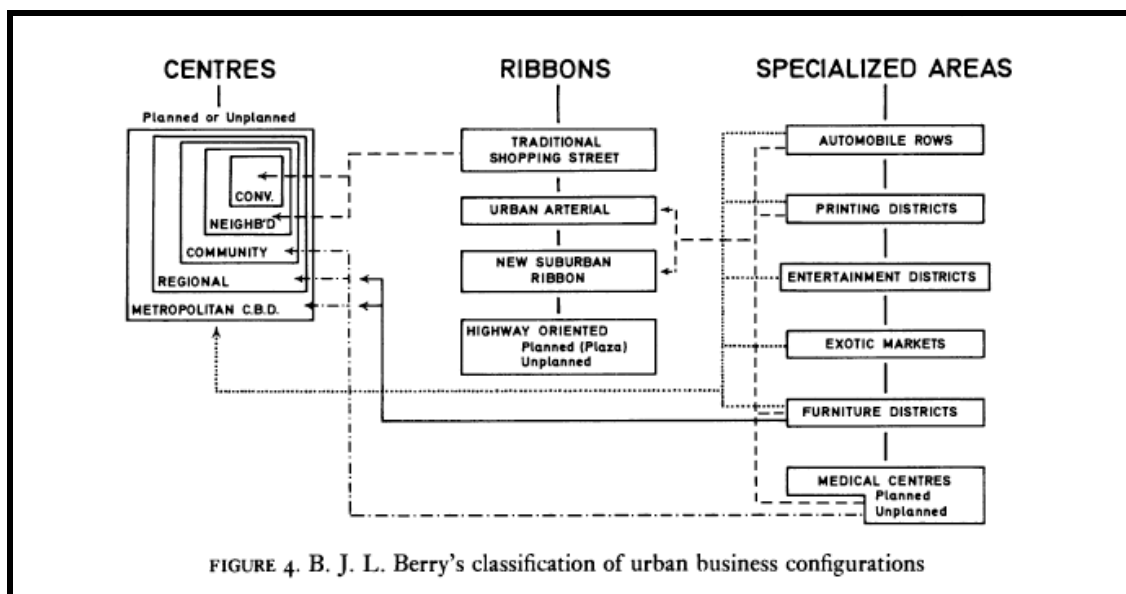 CENTRES
Planned or Unplanned
CONV.
NEIGHB'D
COMMUNITY
REGIONAL
METROPOLITAN C.B.D.
RIBBONS
TRADITIONAL
SHOPPING STREET
URBAN ARTERIAL
NEW SUBURBAN
RIBBON
HIGHWAY ORIENTED
Planned (Plaza)
Unplanned
SPECIALIZED AREAS
AUTOMOBILE ROWS
PRINTING DISTRICTS
ENTERTAINMENT DISTRICTS
EXOTIC MARKETS
FURNITURE DISTRICTS
MEDICAL CENTRES
Planned
Unplanned
FIGURE 4. B. J. L. Berry's classification of urban business configurations